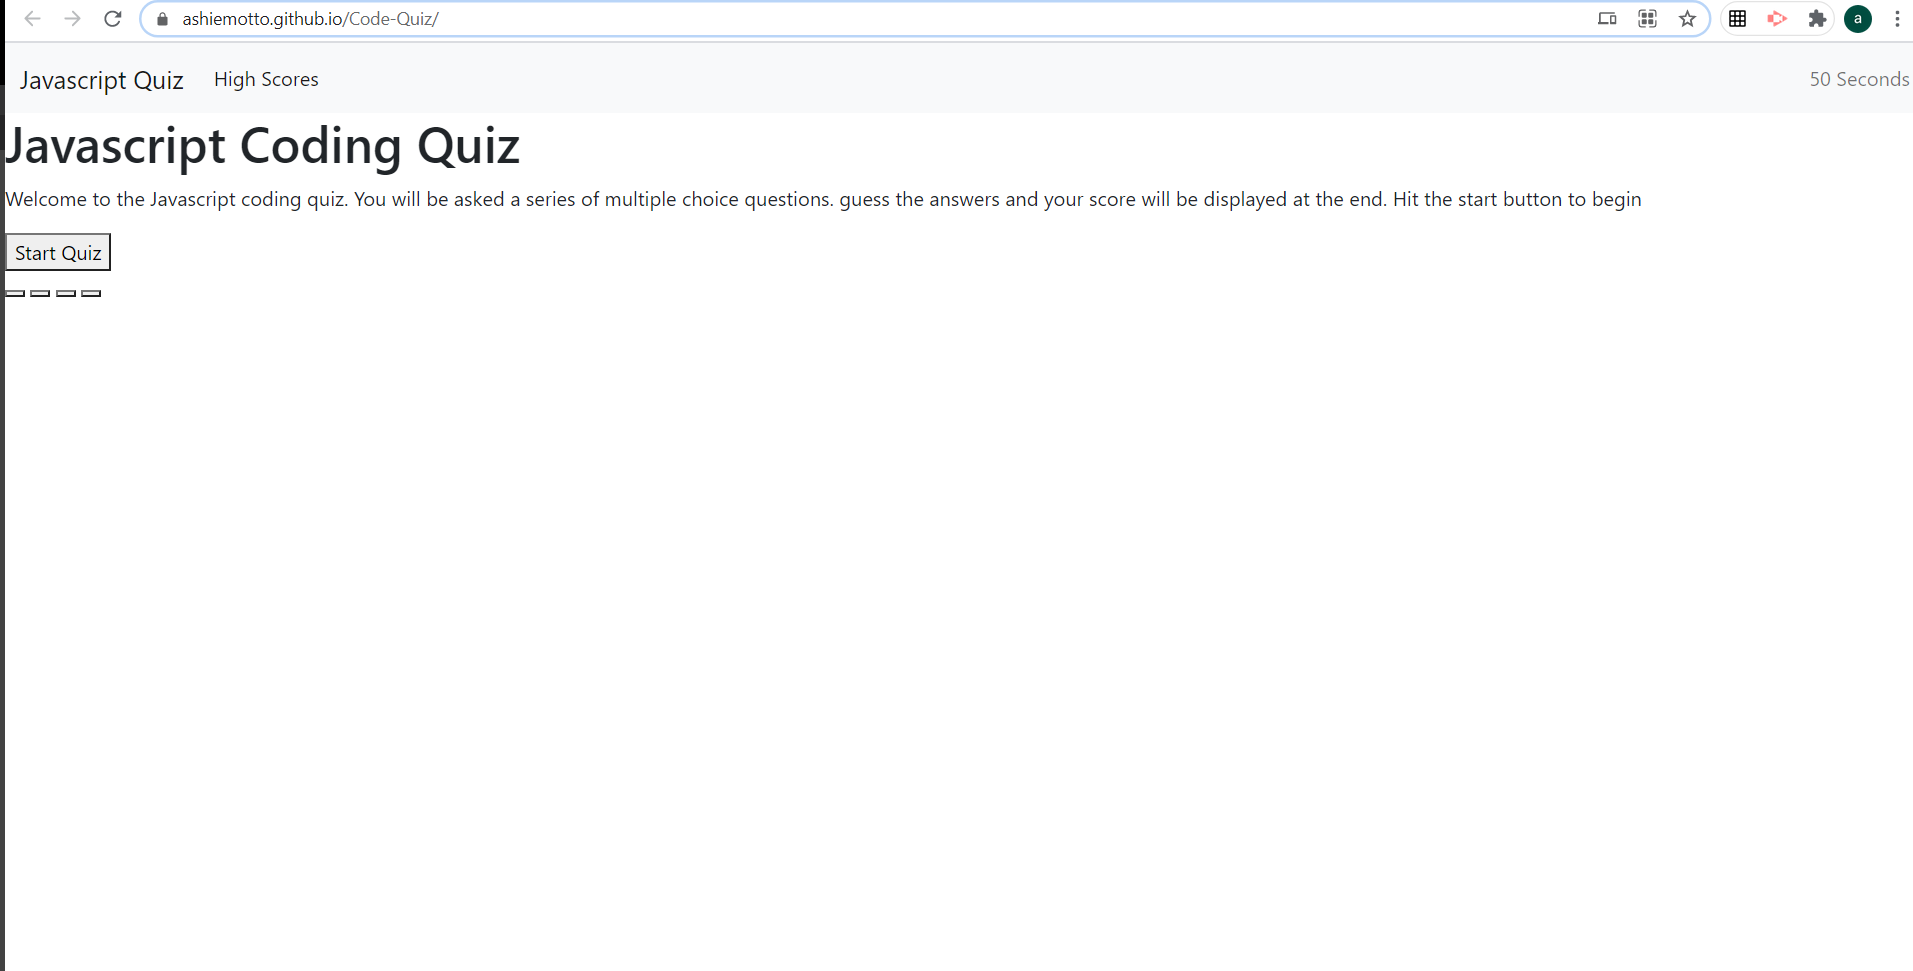 ashiemotto.github.io/Code-Quiz/
a
Javascript Quiz High Scores 50 Seconds
Javascript Coding Quiz
Welcome to the Javascript coding quiz. You will be asked a series of multiple choice questions. guess the answers and your score will be displayed at the end. Hit the start button to begin
Start Quiz